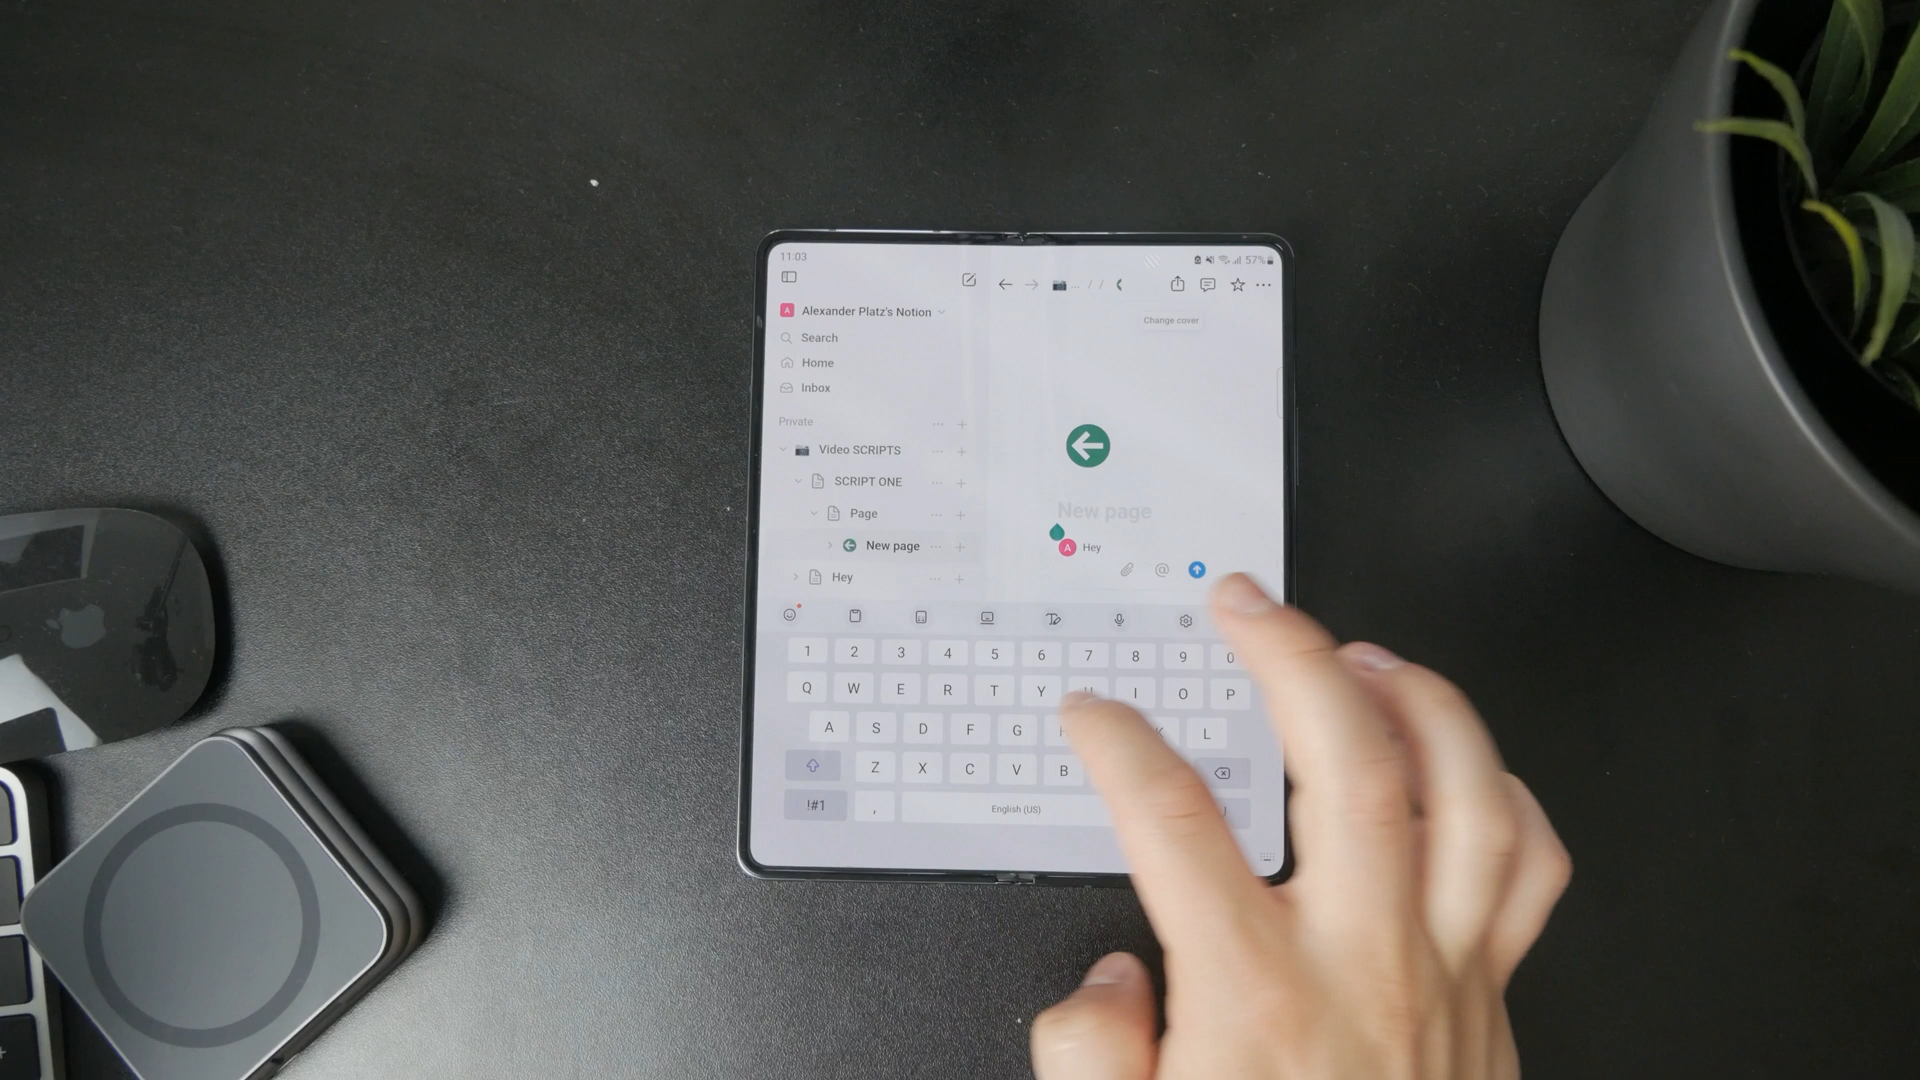 11:03
57%
A Alexander Platz's Notion
Search
Home
Inbox
Private
Video SCRIPTS
SCRIPT ONE
Page
New page
Hey
... / /
Change cover
New page
A Hey
@
1 2 3 4 5 6 7 8 9 0
Q W E R T Y U I O P
A S D F G H K L
Z X C V B
!#1 , English (US)